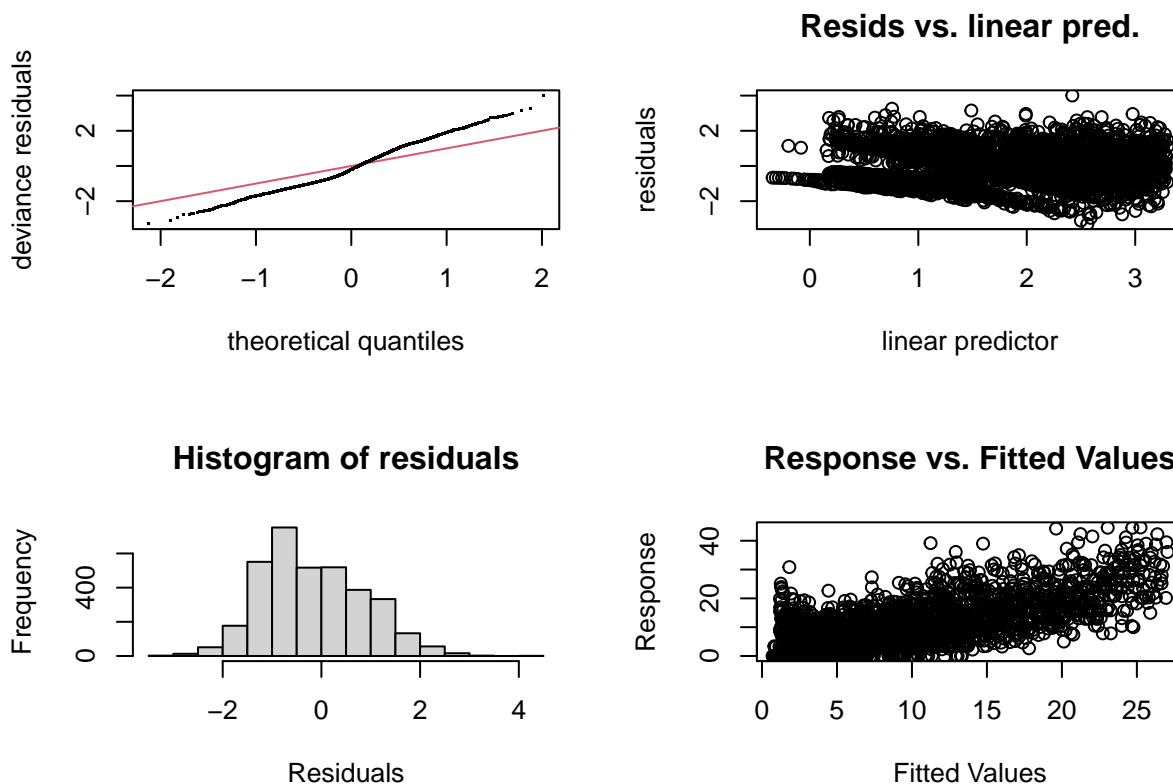 deviance residuals
2
−2
−2
−1
0
1
2
theoretical quantiles
Resids vs. linear pred.
residuals
2
−2
0
1
2
3
linear predictor
Histogram of residuals
Frequency
400
0
−2
0
2
4
Residuals
Response vs. Fitted Values
Response
40
20
0
0
5
10
15
20
25
Fitted Values